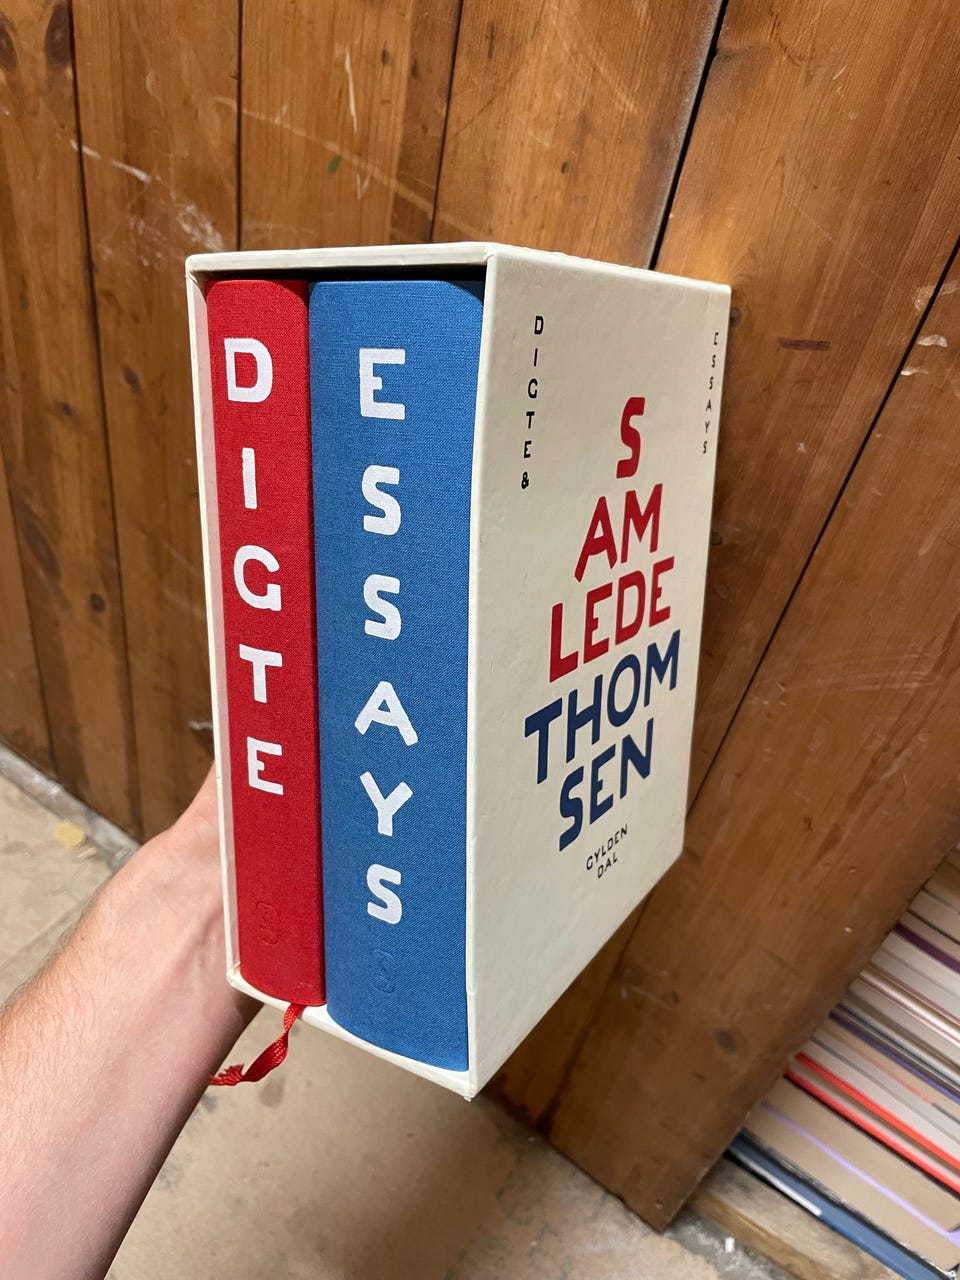 DIGTE
ESSAYS
DIGTE &
ESSAYS
S
AM
LEDE
THOM
SEN
GYLDEN
DAL